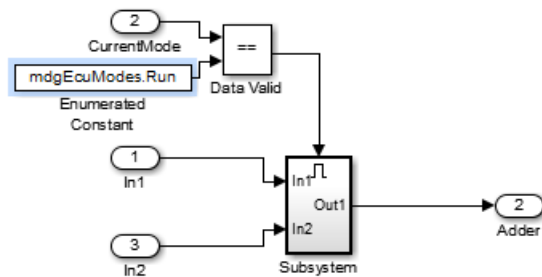 2
CurrentMode
==
mdgEcuModes.Run
Data Valid
Enumerated
Constant
1
In1
In1
Out1
2
Adder
3
In2
In2
Subsystem